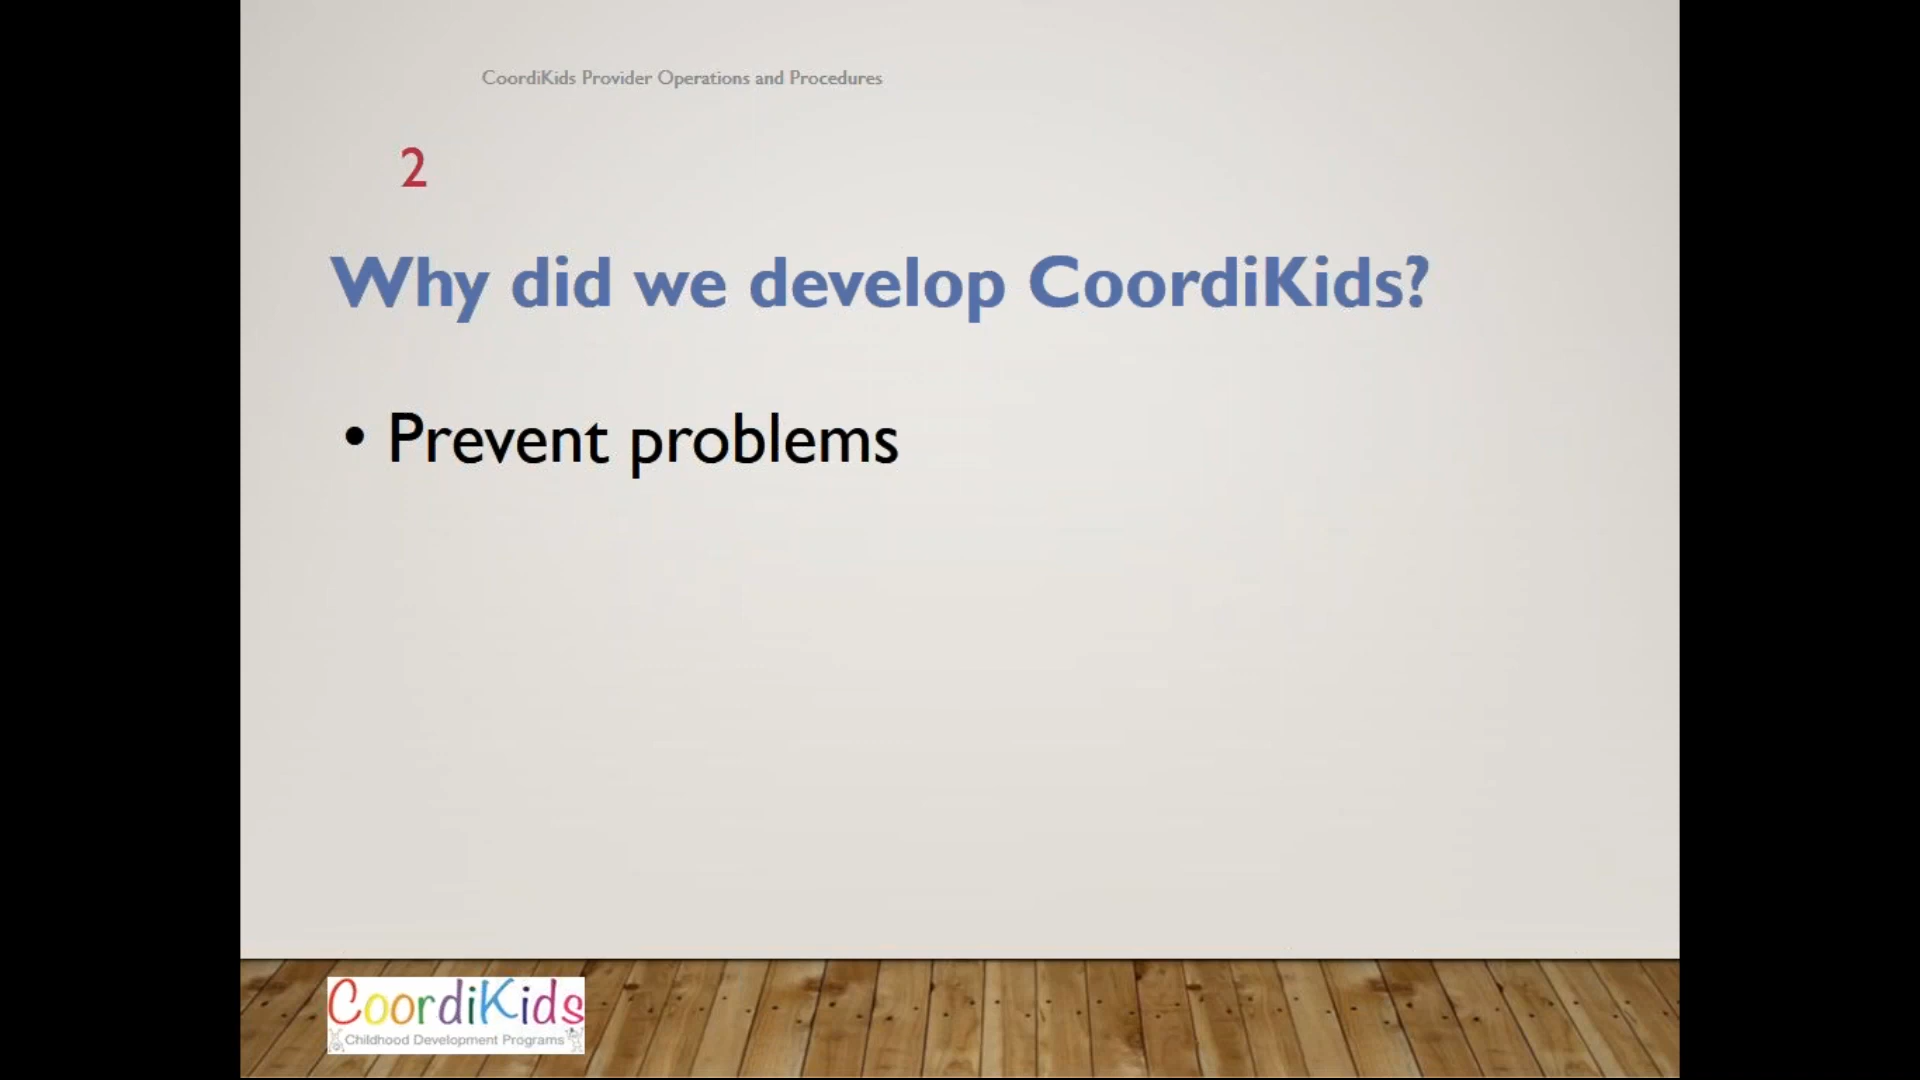 CoordiKids Provider Operations and Procedures
2
Why did we develop CoordiKids?
• Prevent problems
CoordiKids
Childhood Development Programs